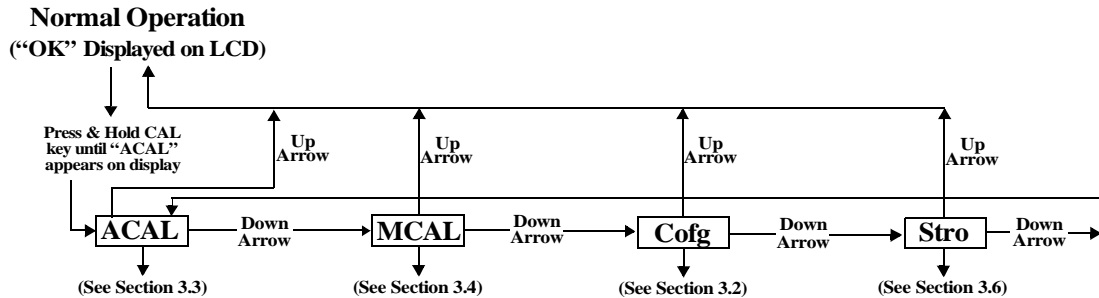 Normal Operation
(“OK” Displayed on LCD)
Press & Hold CAL
key until “ACAL”
appears on display
Up
Arrow
Up
Arrow
Up
Arrow
Up
Arrow
ACAL
Down
Arrow
MCAL
Down
Arrow
Cofg
Down
Arrow
Stro
Down
Arrow
(See Section 3.3)
(See Section 3.4)
(See Section 3.2)
(See Section 3.6)